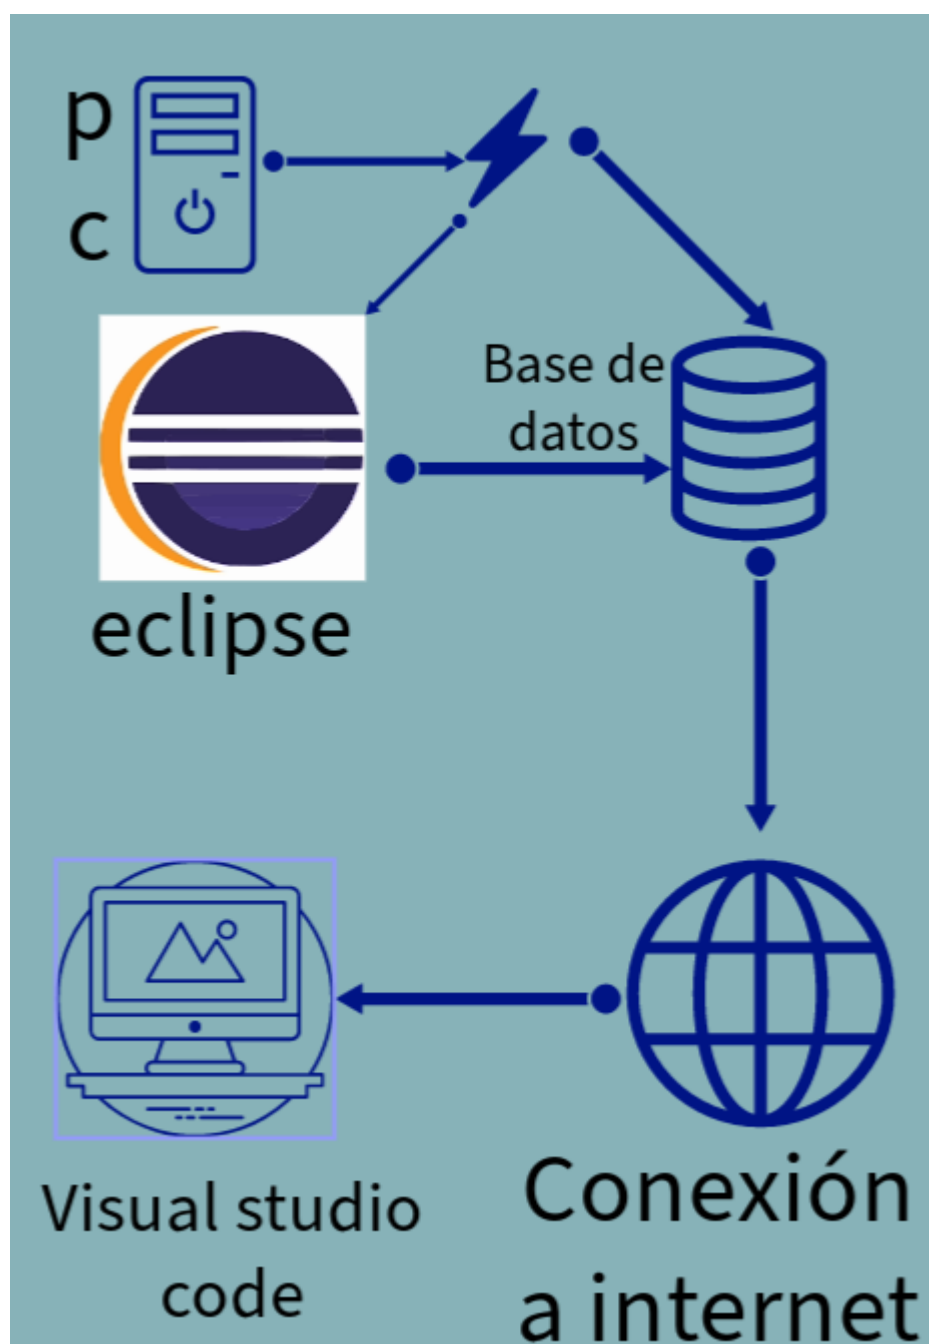 p
c
Base de
datos
eclipse
Visual studio
code
Conexión
a internet